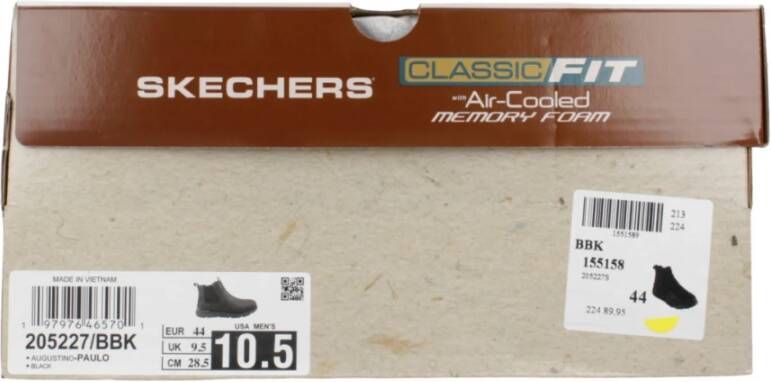 SKECHERS
CLASSIC/FIT
with Air-Cooled
MEMORY FOAM
213
224
1551589
BBK
155158
205227S
44
224 89.95
MADE IN VIETNAM
1 97976 46570 1
205227/BBK
• AUGUSTINO-PAULO
• BLACK
EUR 44
UK 9.5
CM 28.5
USA MEN'S
10.5